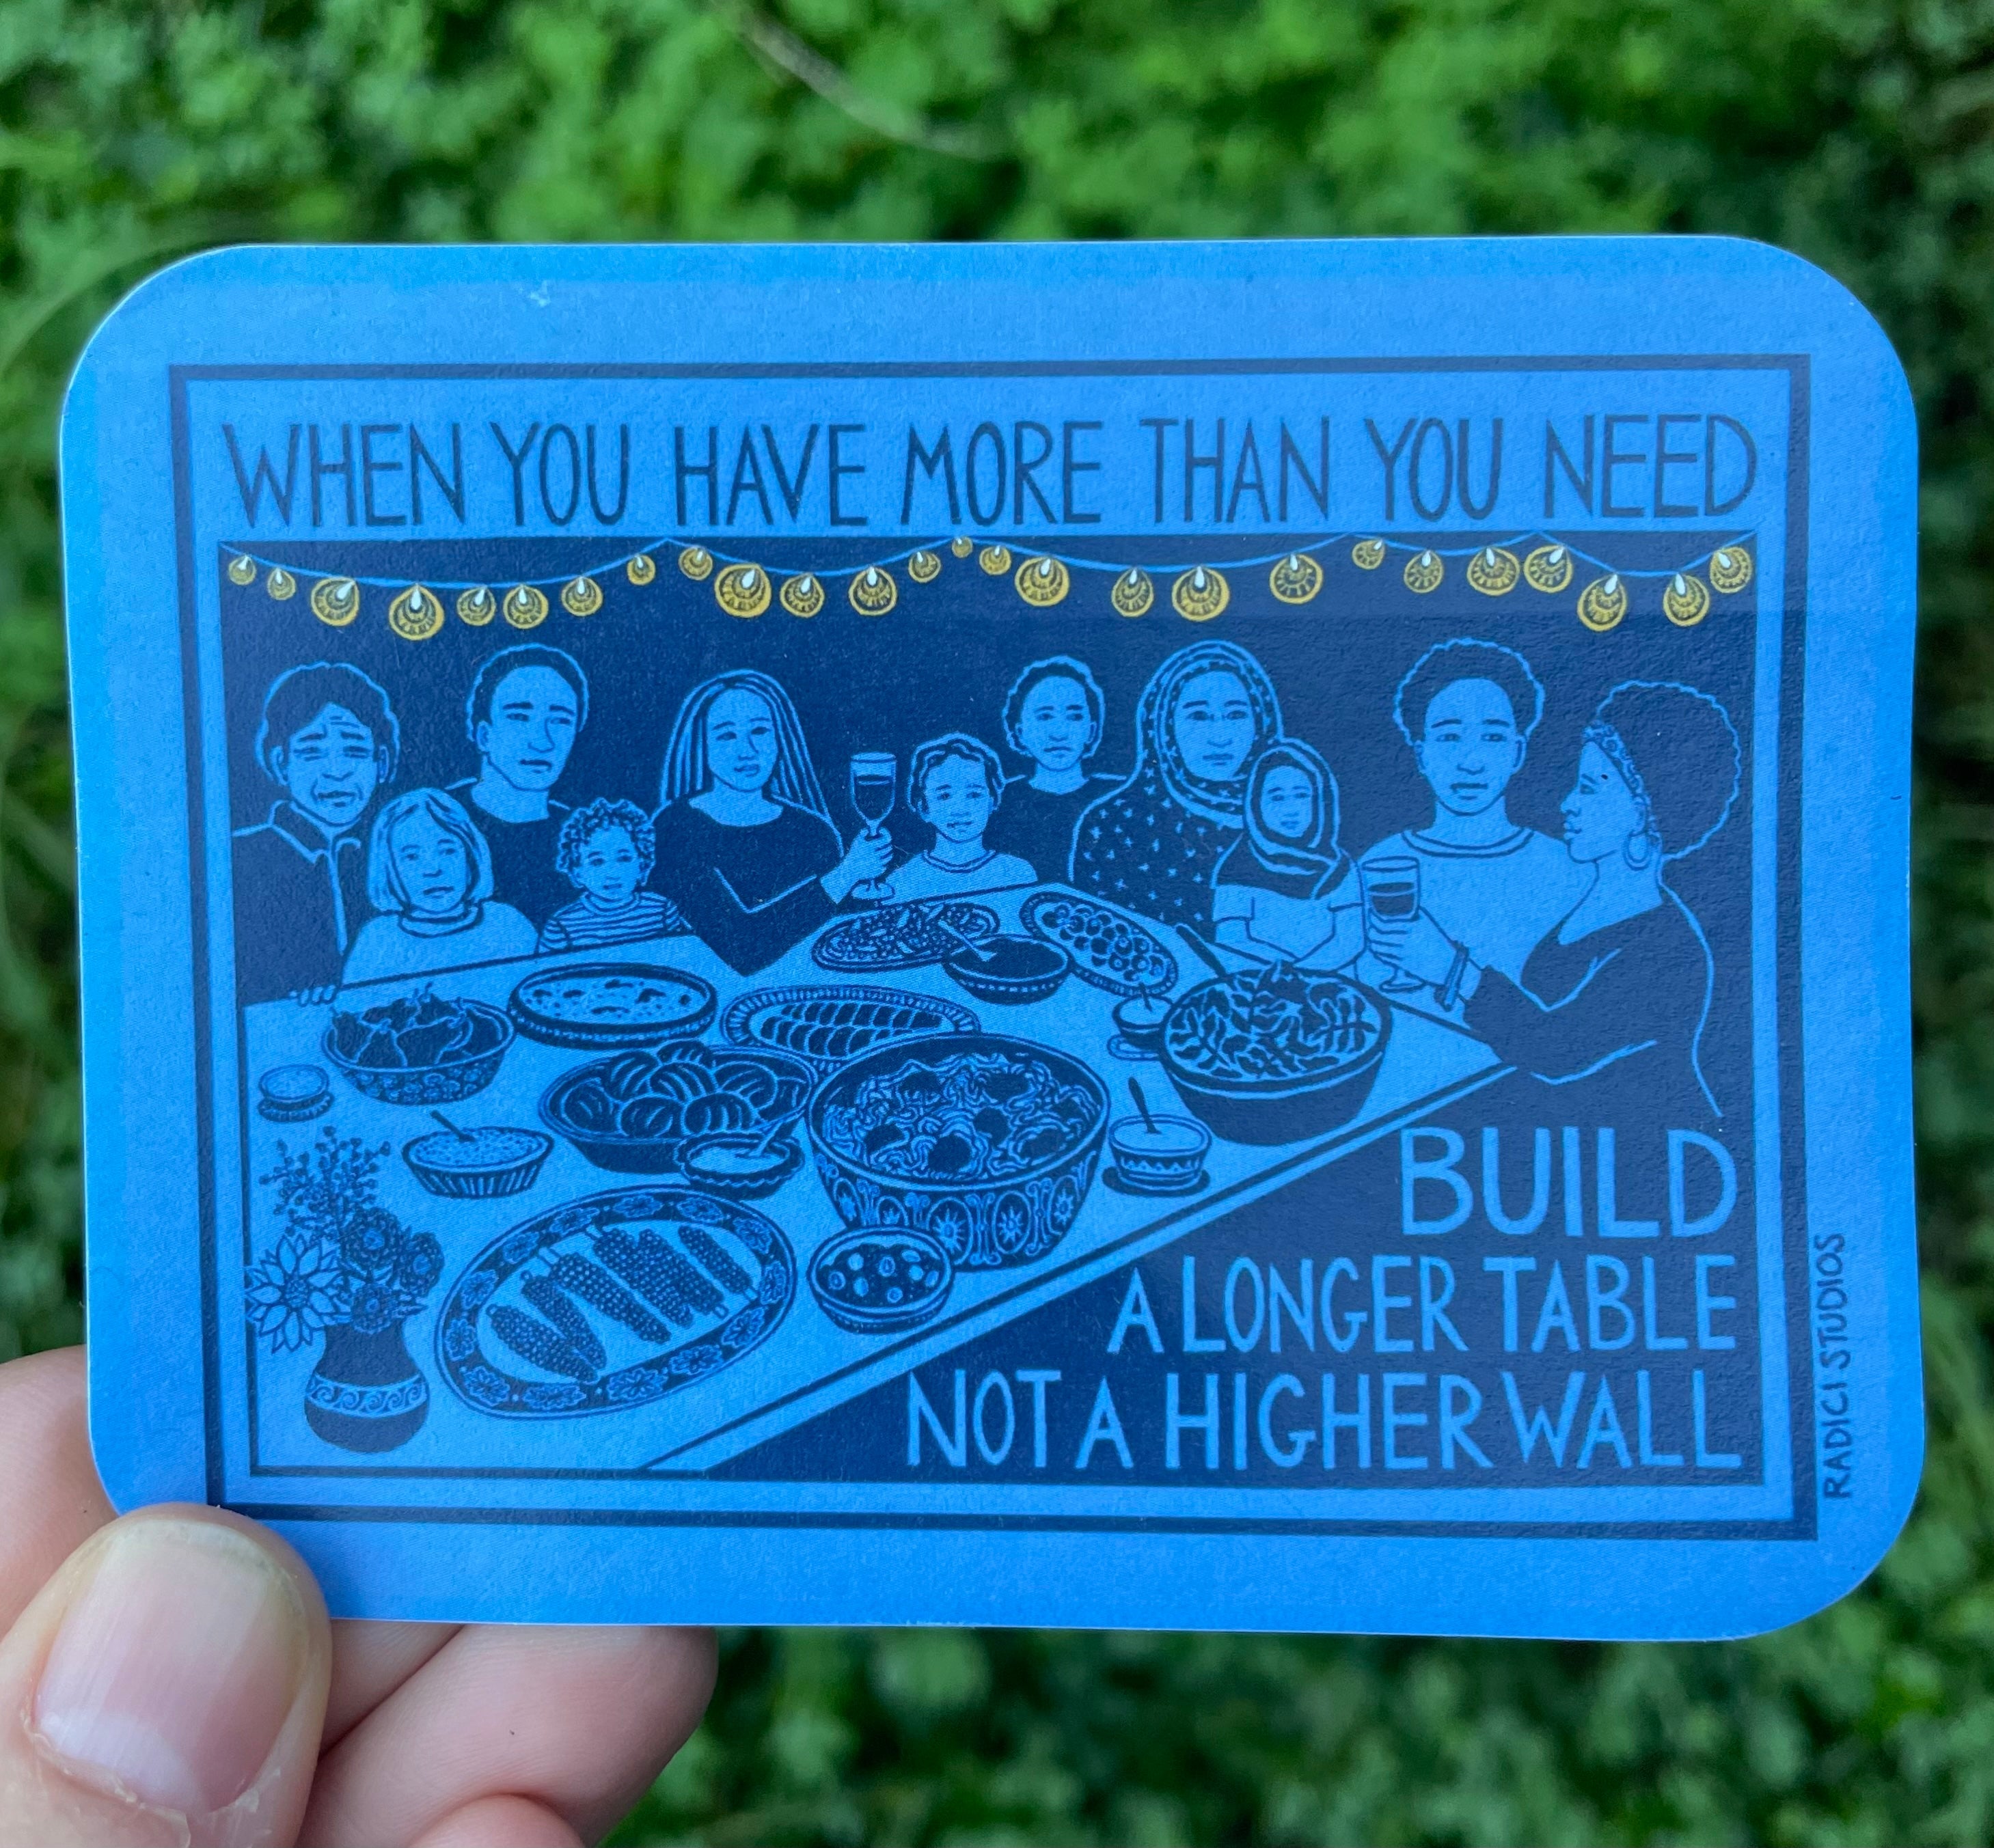 WHEN YOU HAVE MORE THAN YOU NEED
BUILD
A LONGER TABLE
NOT A HIGHER WALL
RADICI STUDIOS